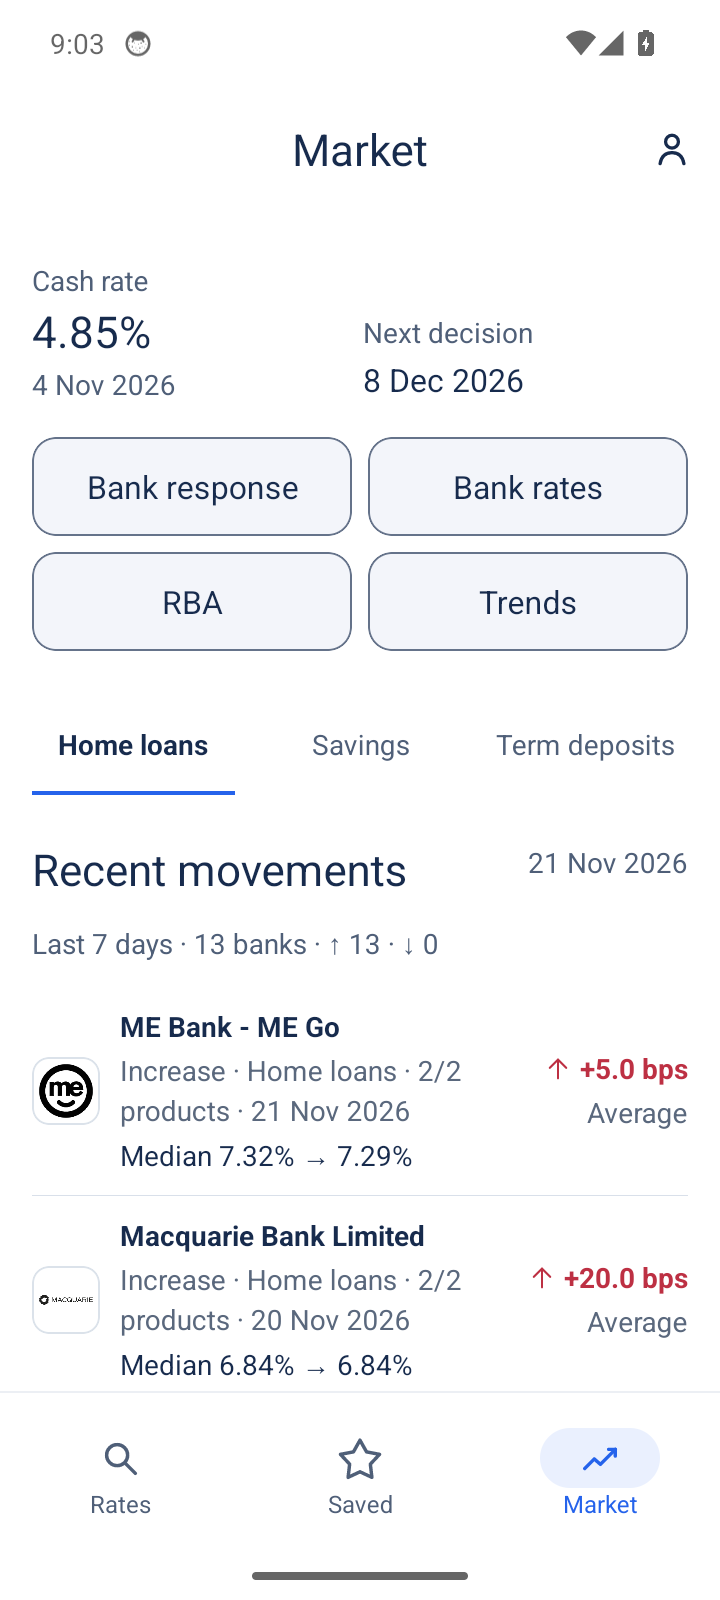 9:03
Market
Cash rate
4.85%
4 Nov 2026
Next decision
8 Dec 2026
Bank response
Bank rates
RBA
Trends
Home loans
Savings
Term deposits
Recent movements
21 Nov 2026
Last 7 days · 13 banks · ↑ 13 · ↓ 0
me
ME Bank - ME Go
Increase · Home loans · 2/2
products · 21 Nov 2026
Median 7.32% → 7.29%
↑ +5.0 bps
Average
MACQUARIE
Macquarie Bank Limited
Increase · Home loans · 2/2
products · 20 Nov 2026
Median 6.84% → 6.84%
↑ +20.0 bps
Average
Rates
Saved
Market